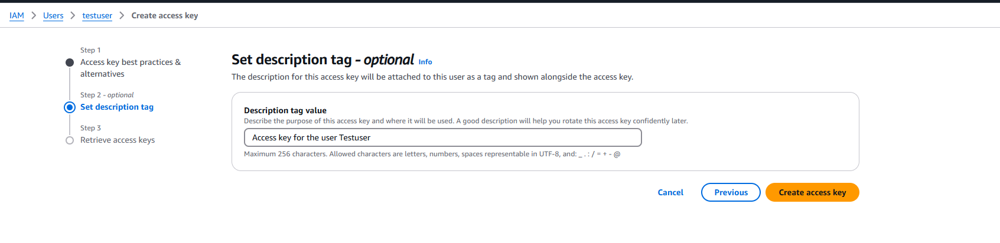 IAM > Users > testuser > Create access key
Step 1
Access key best practices &
alternatives
Step 2 - optional
Set description tag
Step 3
Retrieve access keys
Set description tag - optional Info
The description for this access key will be attached to this user as a tag and shown alongside the access key.
Description tag value
Describe the purpose of this access key and where it will be used. A good description will help you rotate this access key confidently later.
Access key for the user Testuser
Maximum 256 characters. Allowed characters are letters, numbers, spaces representable in UTF-8, and: _ . : / = + - @
Cancel Previous Create access key